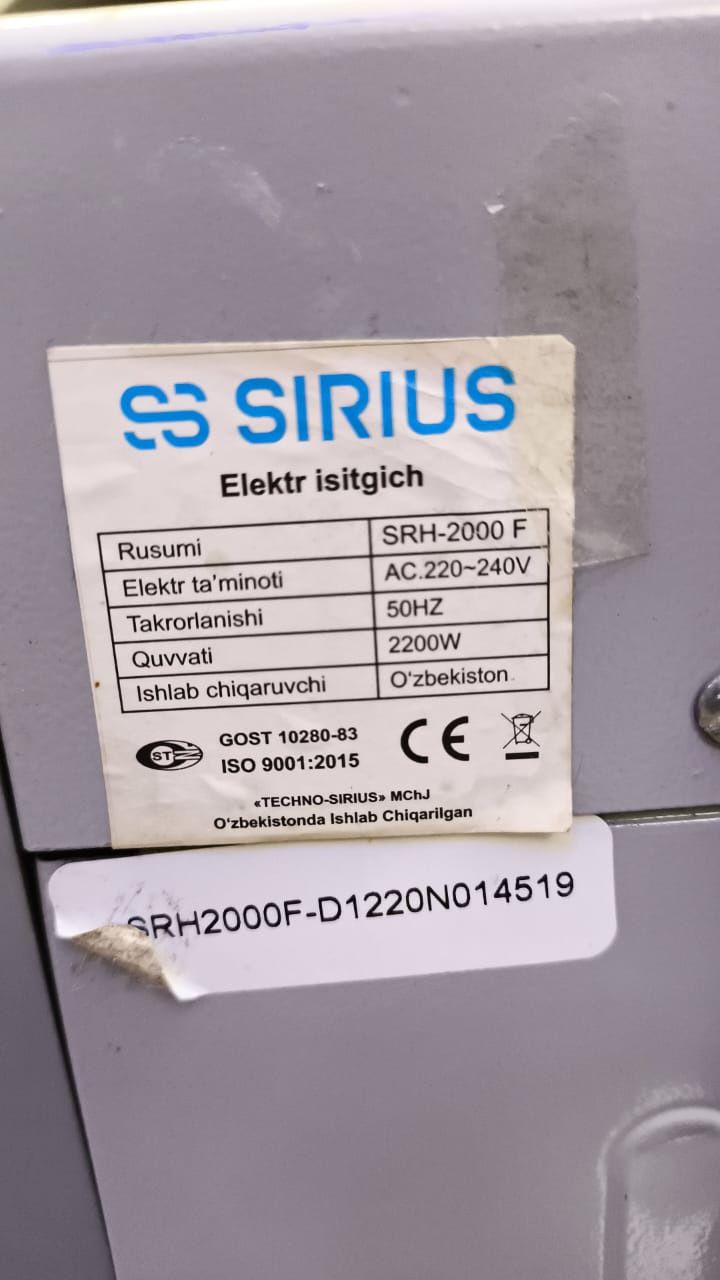 SIRIUS
Elektr isitgich
Rusumi SRH-2000 F
Elektr ta'minoti AC.220~240V
Takrorlanishi 50HZ
Quvvati 2200W
Ishlab chiqaruvchi O'zbekiston
ST GOST 10280-83 CE
ISO 9001:2015
«TECHNO-SIRIUS» MChJ
O'zbekistonda Ishlab Chiqarilgan
SRH2000F-D1220N014519